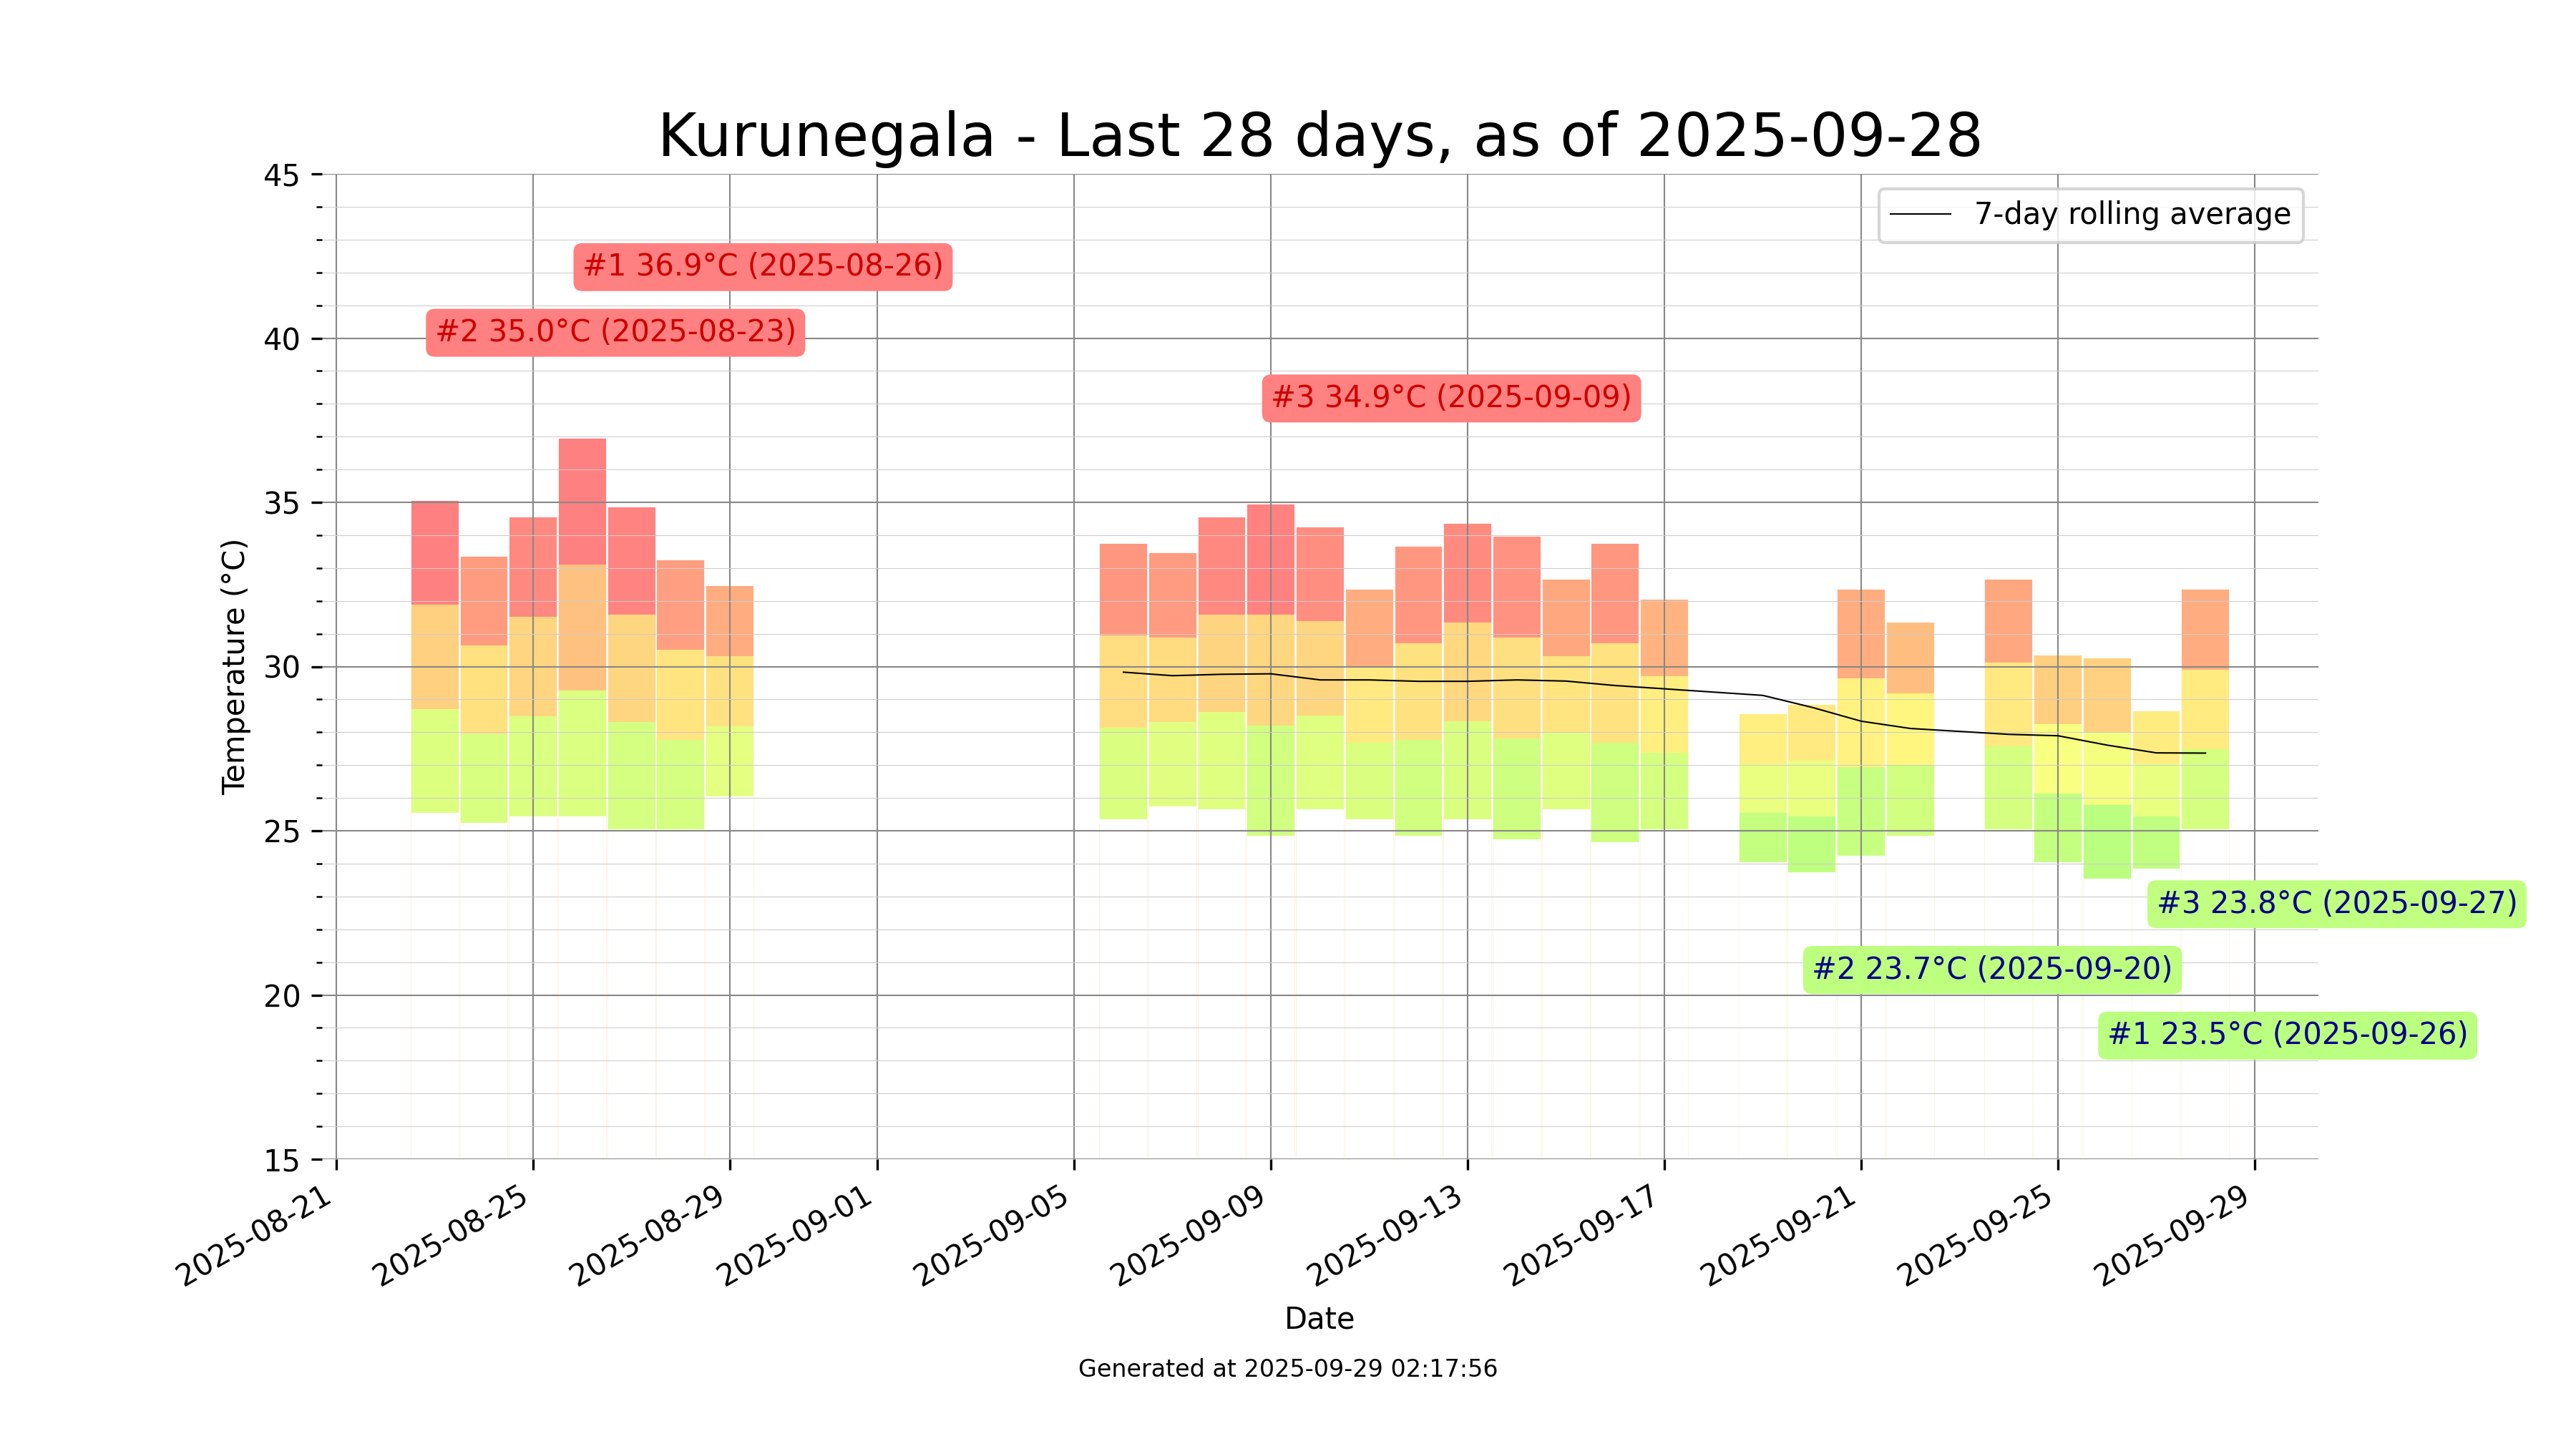 Kurunegala - Last 28 days, as of 2025-09-28
7-day rolling average
#1 36.9°C (2025-08-26)
#2 35.0°C (2025-08-23)
#3 34.9°C (2025-09-09)
#3 23.8°C (2025-09-27)
#2 23.7°C (2025-09-20)
#1 23.5°C (2025-09-26)
Temperature (°C)
45
40
35
30
25
20
15
2025-08-21
2025-08-25
2025-08-29
2025-09-01
2025-09-05
2025-09-09
2025-09-13
2025-09-17
2025-09-21
2025-09-25
2025-09-29
Date
Generated at 2025-09-29 02:17:56